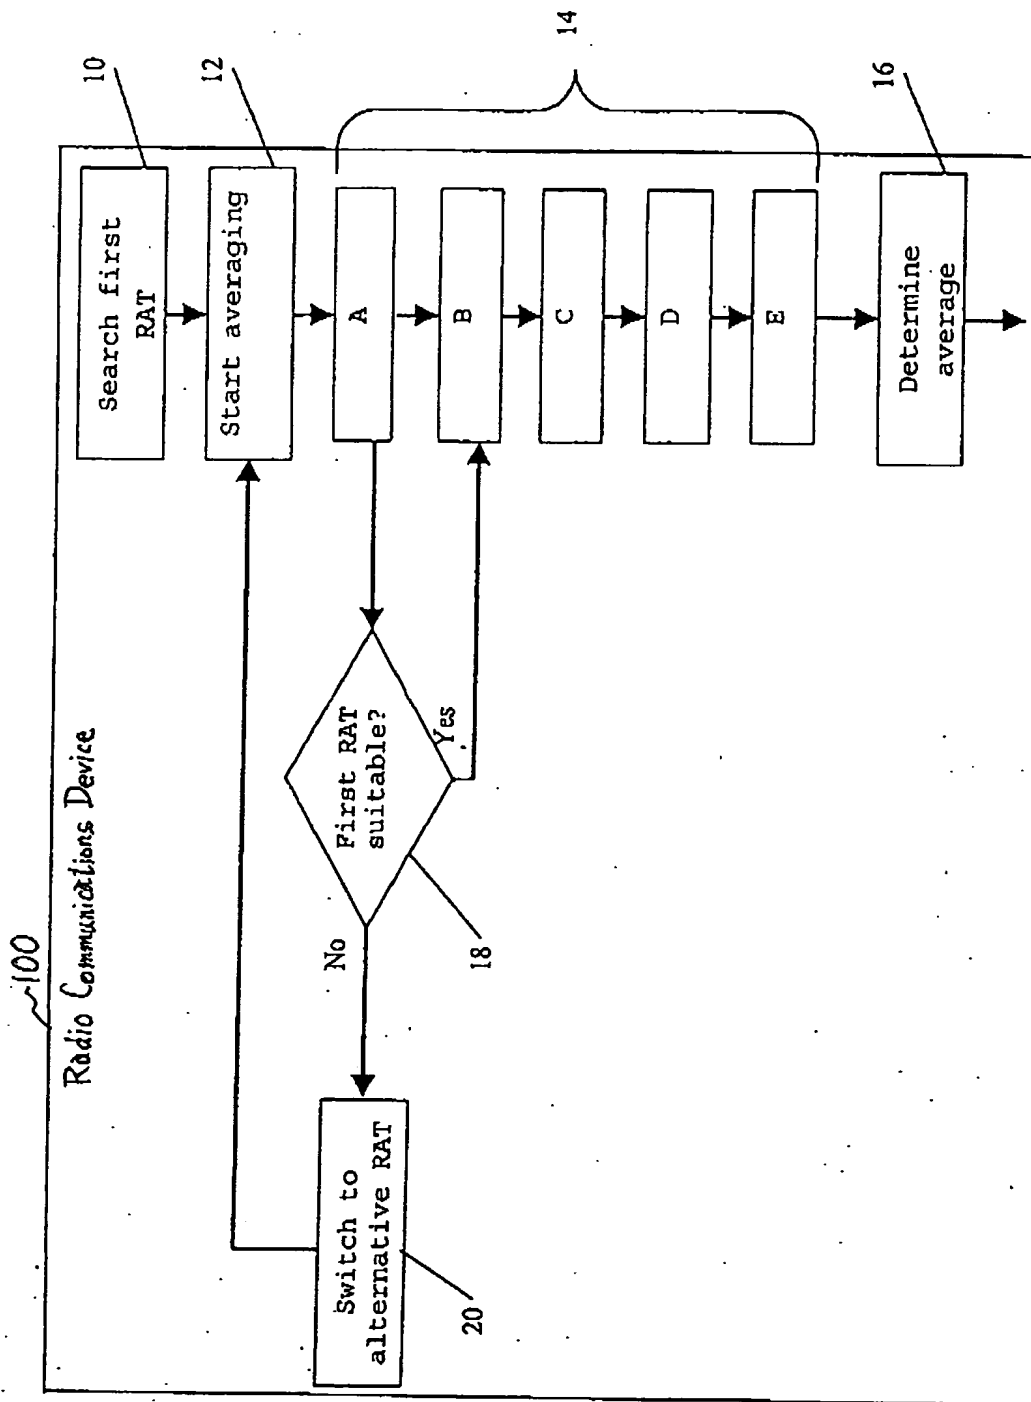 100
Radio Communications Device
10
Search first
RAT
12
Start averaging
14
A
B
C
D
E
16
Determine
average
First RAT
suitable?
Yes
No
18
Switch to
alternative RAT
20